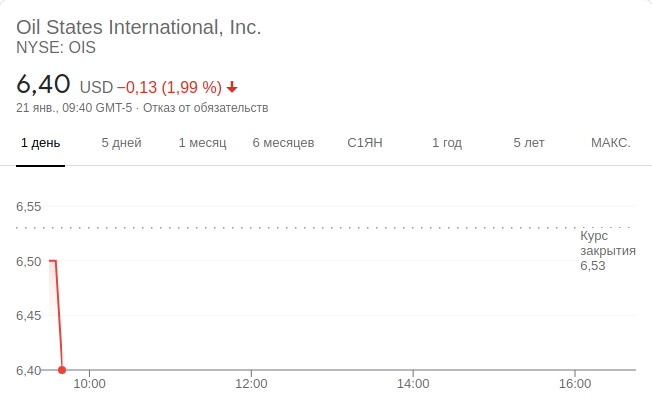 Oil States International, Inc.
NYSE: OIS
6,40 USD −0,13 (1,99 %)
21 янв., 09:40 GMT-5 · Отказ от обязательств
1 день 5 дней 1 месяц 6 месяцев С1ЯН 1 год 5 лет МАКС.
6,55
Курс
закрытия
6,53
6,50
6,45
6,40
10:00 12:00 14:00 16:00